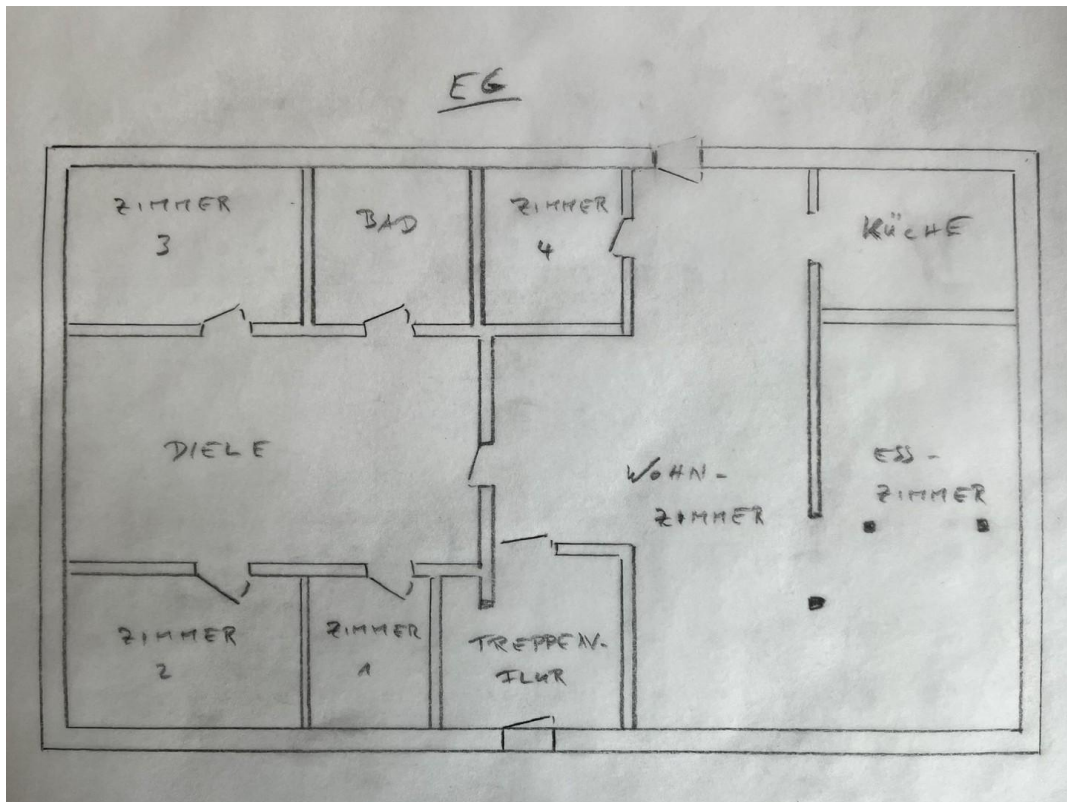 EG
ZIMMER
3
BAD
ZIMMER
4
KÜCHE
DIELE
WOHN-
ZIMMER
ESS-
ZIMMER
ZIMMER
2
ZIMMER
1
TREPPEN-
FLUR